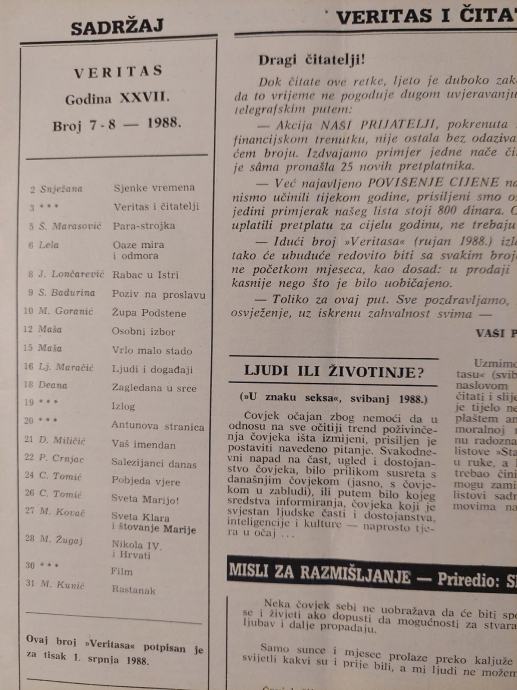 SADRŽAJ
VERITAS
Godina XXVII.
Broj 7-8 — 1988.
2 Snježana Sjenke vremena
3 *** Veritas i čitatelji
5 Š. Marasović Para-strojka
6 Lela Oaze mira
i odmora
8 J. Lončarević Rabac u Istri
9 S. Badurina Poziv na proslavu
10 M. Goranić Župa Podstene
12 Maša Osobni izbor
15 Maša Vrlo malo stado
16 Lj. Maračić Ljudi i događaji
18 Deana Zagledana u srce
19 *** Izlog
20 *** Antunova stranica
21 D. Miličić Vaš imendan
22 P. Crnjac Salezijanci danas
24 C. Tomić Pobjeda vjere
26 C. Tomić Sveta Marijo!
27 M. Kovač Sveta Klara
i štovanje Marije
28 M. Žugaj Nikola IV.
i Hrvati
30 *** Film
31 M. Kunić Rastanak
Ovaj broj »Veritasa« potpisan je
za tisak 1. srpnja 1988.
VERITAS I ČITA
Dragi čitatelji!
Dok čitate ove retke, ljeto je duboko zak
da to vrijeme ne pogoduje dugom uvjeravanju
telegrafskim putem:
— Akcija NAŠI PRIJATELJI, pokrenuta
financijskom trenutku, nije ostala bez odaziva
ćem broju. Izdvajamo primjer jedne nače či
je sâma pronašla 25 novih pretplatnika.
— Već najavljeno POVIŠENJE CIJENE na
nismo učinili tijekom godine, prisiljeni smo o
jedini primjerak našeg lista stoji 800 dinara. O
uplatili pretplatu za cijelu godinu, ne trebaju
— Idući broj »Veritasa« (rujan 1988.) izl
tako će ubuduće redovito biti sa svakim broj
ne početkom mjeseca, kao dosad: u prodaji
kasnije nego što je bilo uobičajeno.
— Toliko za ovaj put. Sve pozdravljamo,
osvježenje, uz iskrenu zahvalnost svima —
VAŠI P
LJUDI ILI ŽIVOTINJE?
(»U znaku seksa«, svibanj 1988.)
Čovjek očajan zbog nemoći da u
odnosu na sve očitiji trend poživinče-
nja čovjeka išta izmijeni, prisiljen je
postaviti navedeno pitanje. Svakodne-
vni napad na čast, ugled i dostojan-
stvo čovjeka, bilo prilikom susreta s
današnjim čovjekom (jasno, s čovje-
kom u zabludi), ili putem bilo kojeg
sredstva informiranja, čovjeka koji je
svjestan ljudske časti i dostojanstva,
inteligencije i kulture — naprosto tje-
ra u očaj ...
Uzmimo
tasu« (svib
naslovom
čitati i slije
je tijelo ne
plaštem an
moralnoj n
nu radozna
listove »Sta
u ruke, a i
trebao čini
mogu zami
listovi sadr
movima na
MISLI ZA RAZMIŠLJANJE — Priredio: S
Neka čovjek sebi ne uobražava da će biti spo
se i živjeti ako dopusti da mogućnosti za stvara
ljubav i dalje propadaju.
Samo sunce i mjesec prolaze preko kaljuže
svijetli kakvi su i prije bili, a mi ljudi ne možem